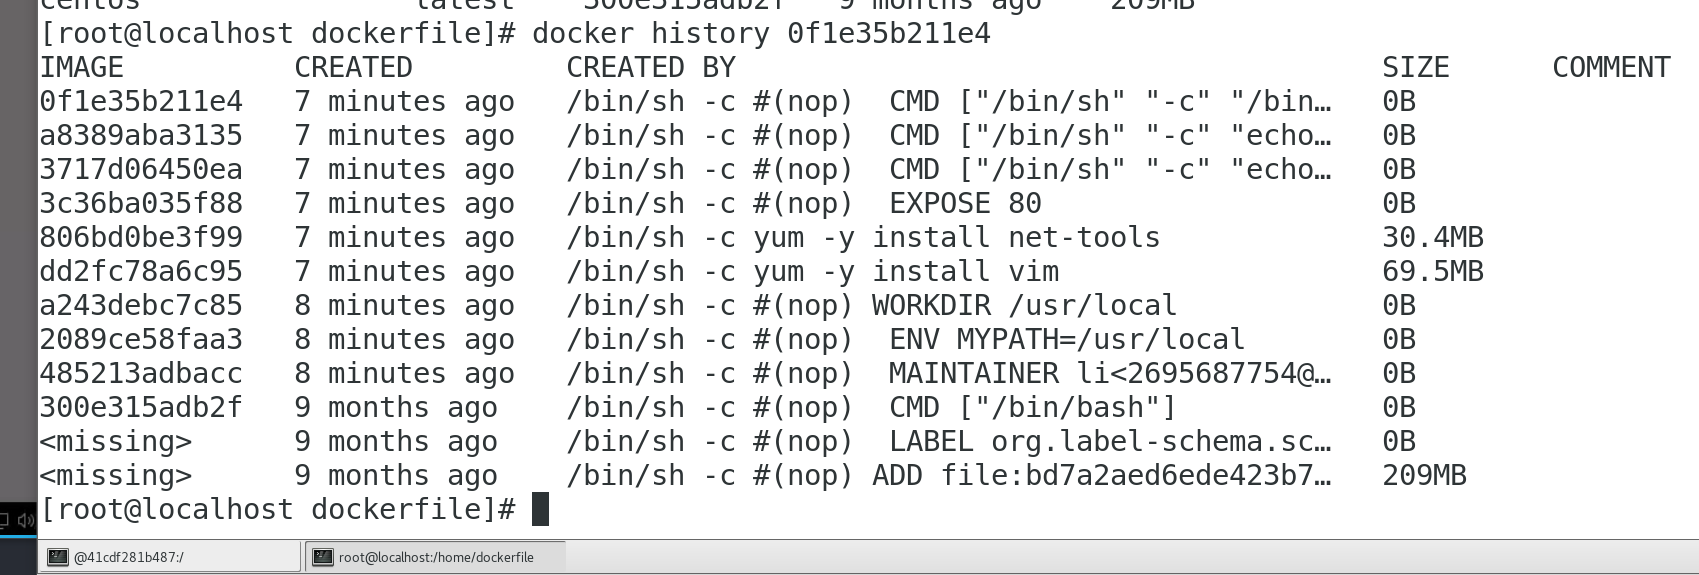 centos latest 300e315adb2f 9 months ago 209MB
[root@localhost dockerfile]# docker history 0f1e35b211e4
IMAGE CREATED CREATED BY SIZE COMMENT
0f1e35b211e4 7 minutes ago /bin/sh -c #(nop)  CMD ["/bin/sh" "-c" "/bin… 0B
a8389aba3135 7 minutes ago /bin/sh -c #(nop)  CMD ["/bin/sh" "-c" "echo… 0B
3717d06450ea 7 minutes ago /bin/sh -c #(nop)  CMD ["/bin/sh" "-c" "echo… 0B
3c36ba035f88 7 minutes ago /bin/sh -c #(nop)  EXPOSE 80 0B
806bd0be3f99 7 minutes ago /bin/sh -c yum -y install net-tools 30.4MB
dd2fc78a6c95 7 minutes ago /bin/sh -c yum -y install vim 69.5MB
a243debc7c85 8 minutes ago /bin/sh -c #(nop) WORKDIR /usr/local 0B
2089ce58faa3 8 minutes ago /bin/sh -c #(nop)  ENV MYPATH=/usr/local 0B
485213adbacc 8 minutes ago /bin/sh -c #(nop)  MAINTAINER li<2695687754@… 0B
300e315adb2f 9 months ago /bin/sh -c #(nop)  CMD ["/bin/bash"] 0B
<missing> 9 months ago /bin/sh -c #(nop)  LABEL org.label-schema.sc… 0B
<missing> 9 months ago /bin/sh -c #(nop) ADD file:bd7a2aed6ede423b7… 209MB
[root@localhost dockerfile]#
@41cdf281b487:/ root@localhost:/home/dockerfile